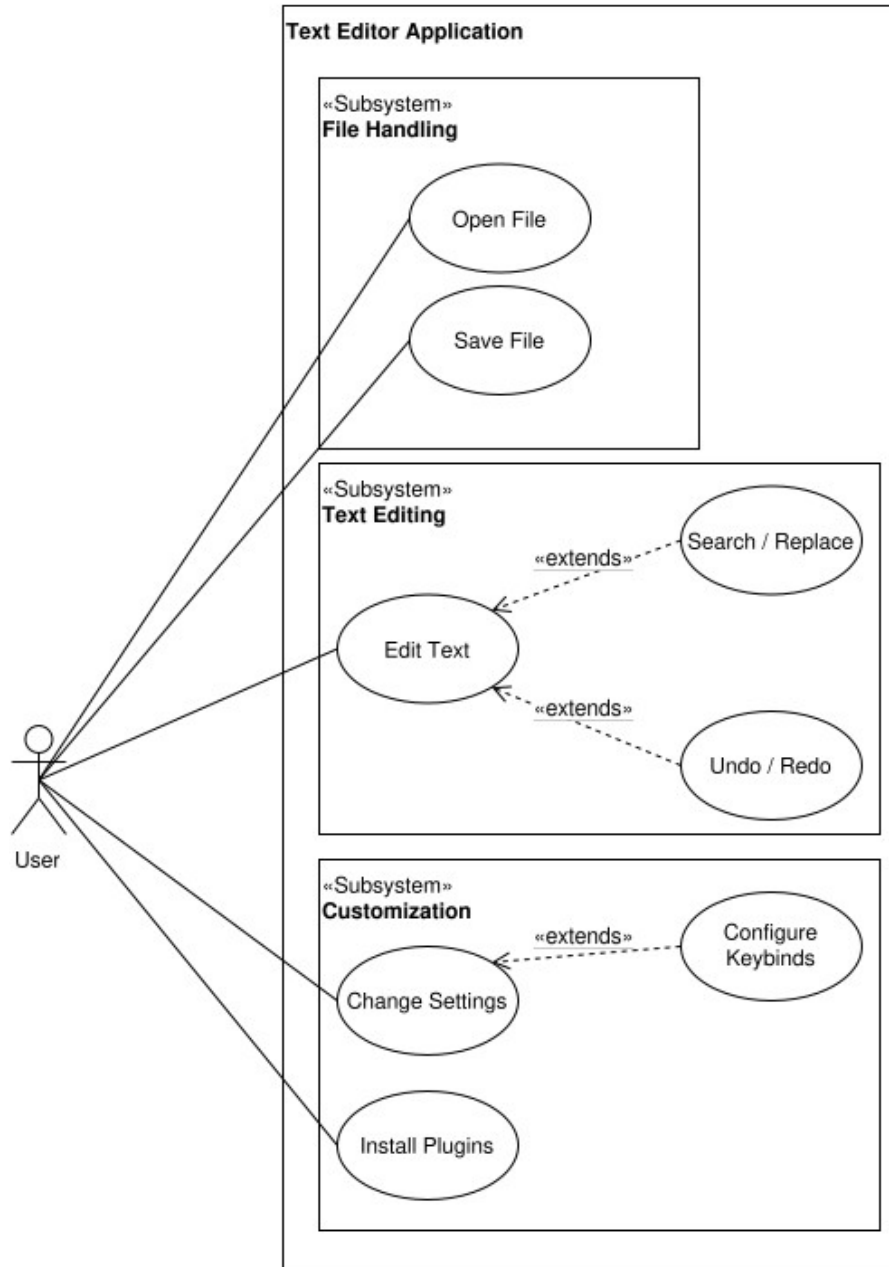 Text Editor Application
«Subsystem»
File Handling
Open File
Save File
«Subsystem»
Text Editing
Search / Replace
«extends»
Edit Text
«extends»
Undo / Redo
User
«Subsystem»
Customization
Configure
Keybinds
«extends»
Change Settings
Install Plugins